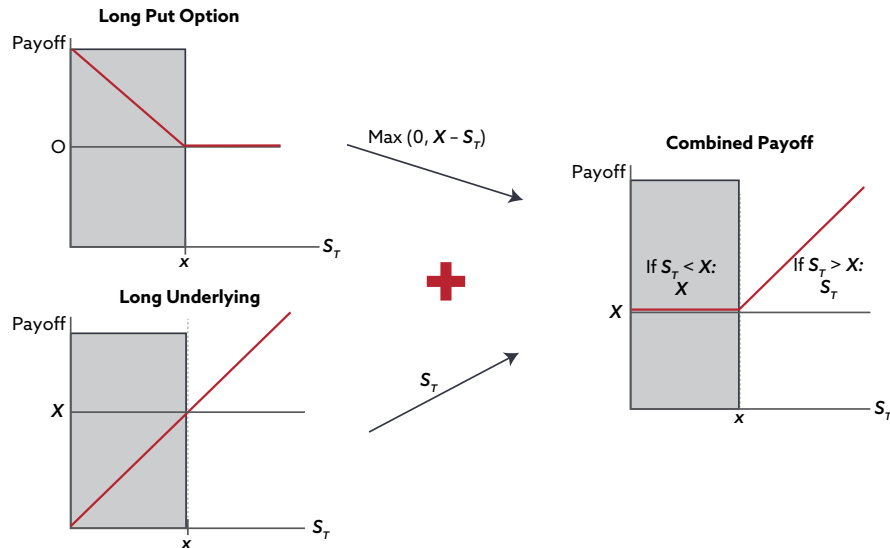 Long Put Option
Payoff
O
x
S_T
Max (0, X – S_T)
Long Underlying
Payoff
X
x
S_T
S_T
Combined Payoff
Payoff
If S_T < X:
X
If S_T > X:
S_T
X
x
S_T